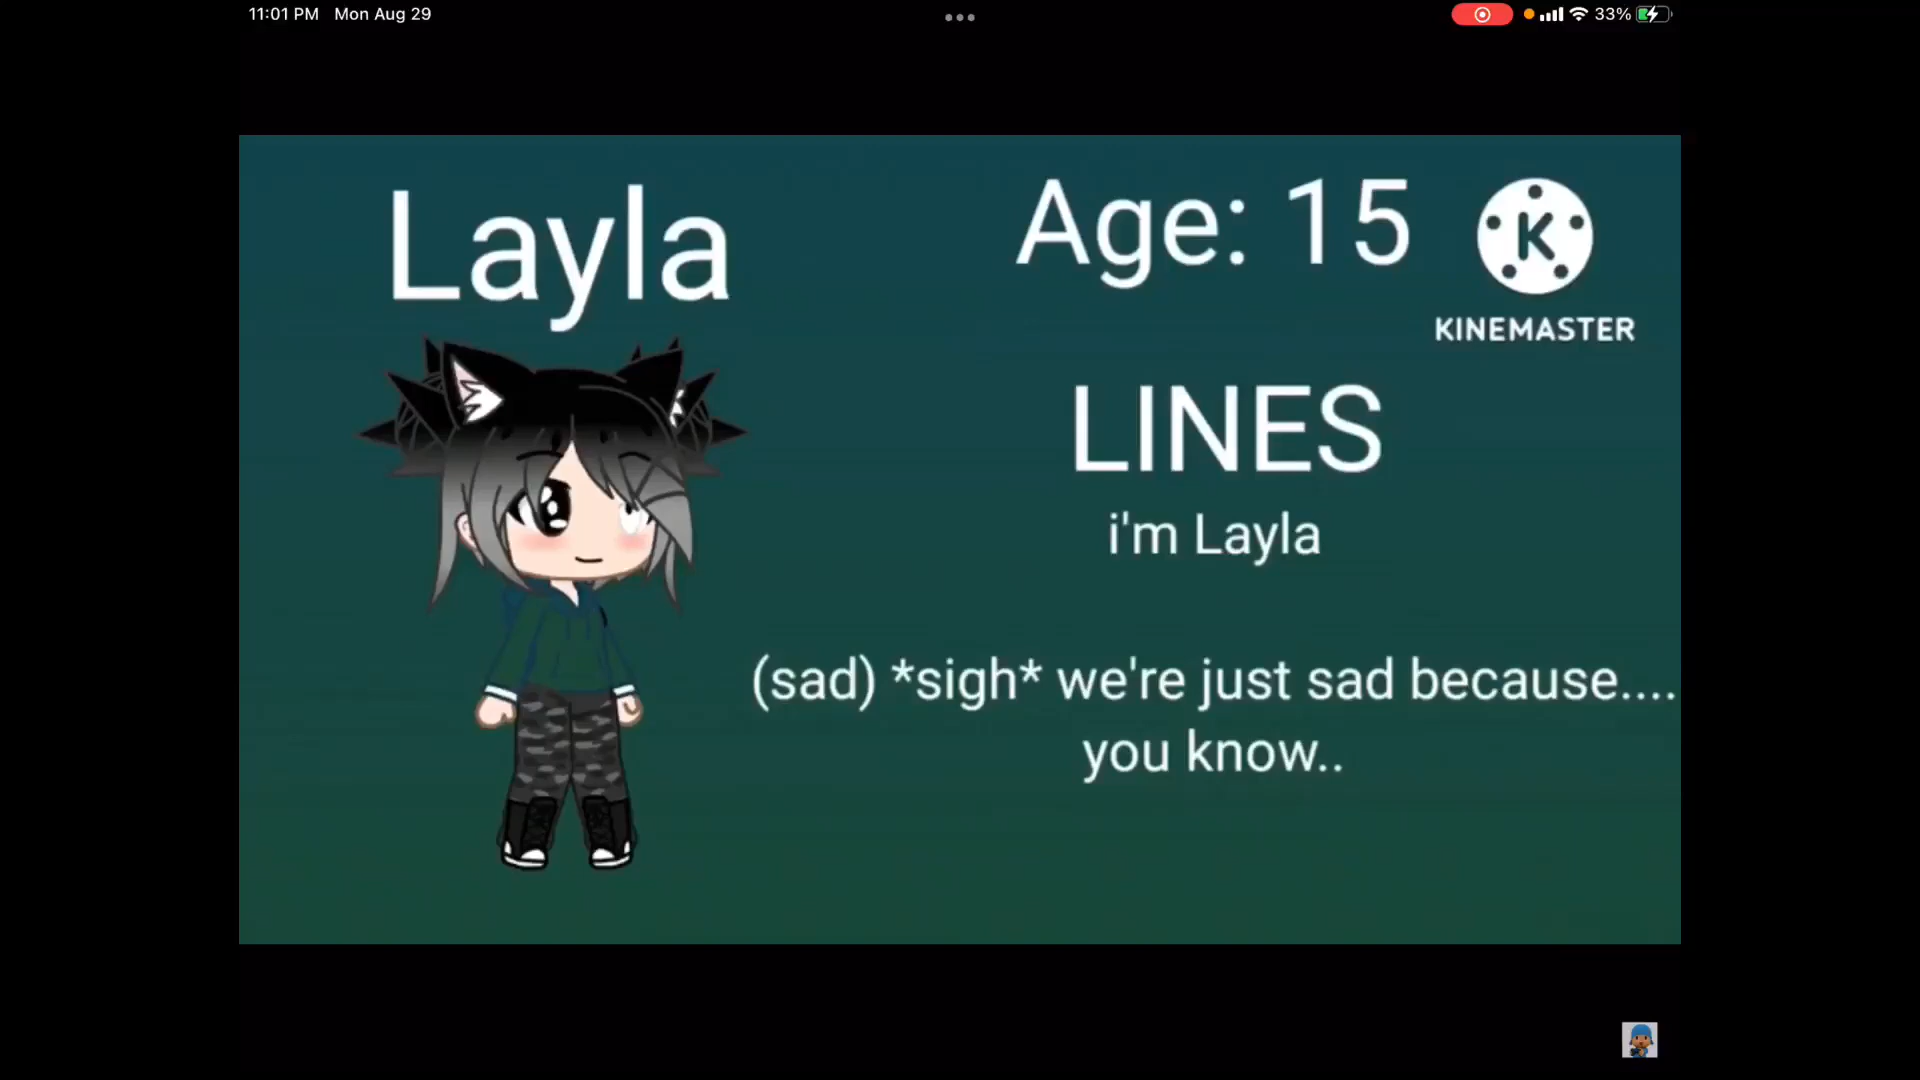 11:01 PM Mon Aug 29
33%
Layla
Age: 15
K
KINEMASTER
LINES
i'm Layla
(sad) *sigh* we're just sad because....
you know..